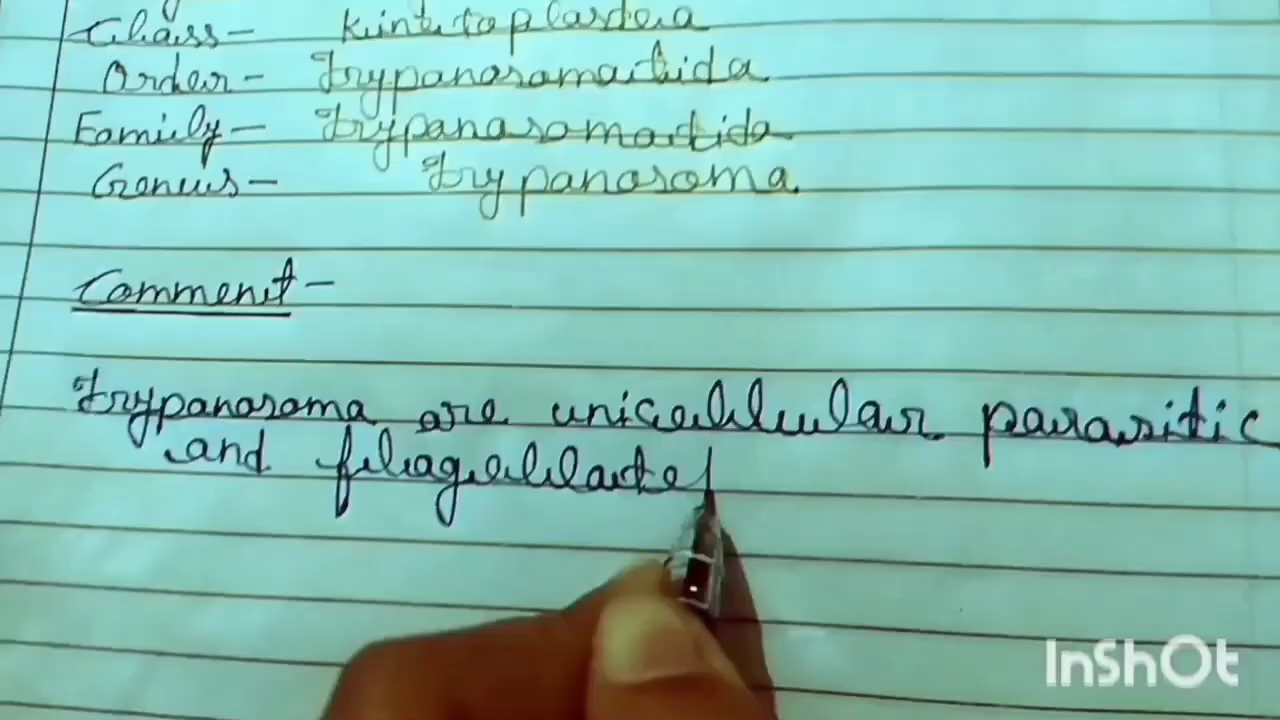 Class- Kinetoplastea
Order- Trypanosomatida
Family- Trypanosomatida
Genus- Trypanosoma.
Comment-
Trypanosoma are unicellular parasitic
and flagellate
InShOt